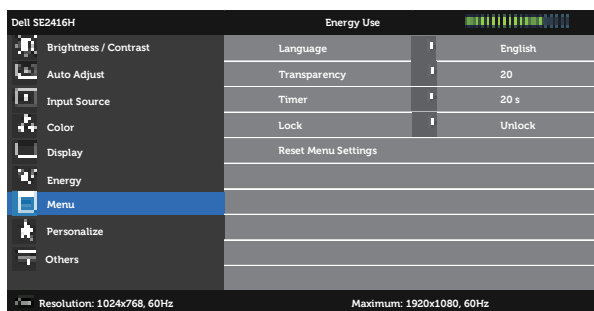 Dell SE2416H Energy Use
Brightness / Contrast Language English
Auto Adjust Transparency 20
Input Source Timer 20 s
Color Lock Unlock
Display Reset Menu Settings
Energy
Menu
Personalize
Others
Resolution: 1024x768, 60Hz Maximum: 1920x1080, 60Hz